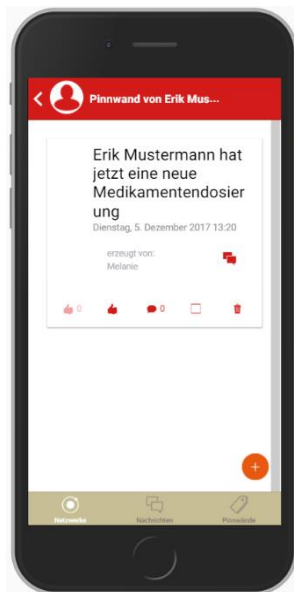 Pinnwand von Erik Mus...
Erik Mustermann hat
jetzt eine neue
Medikamentendosier
ung
Dienstag, 5. Dezember 2017 13:20
erzeugt von:
Melanie
0
0
Netzwerke
Nachrichten
Pinnwände